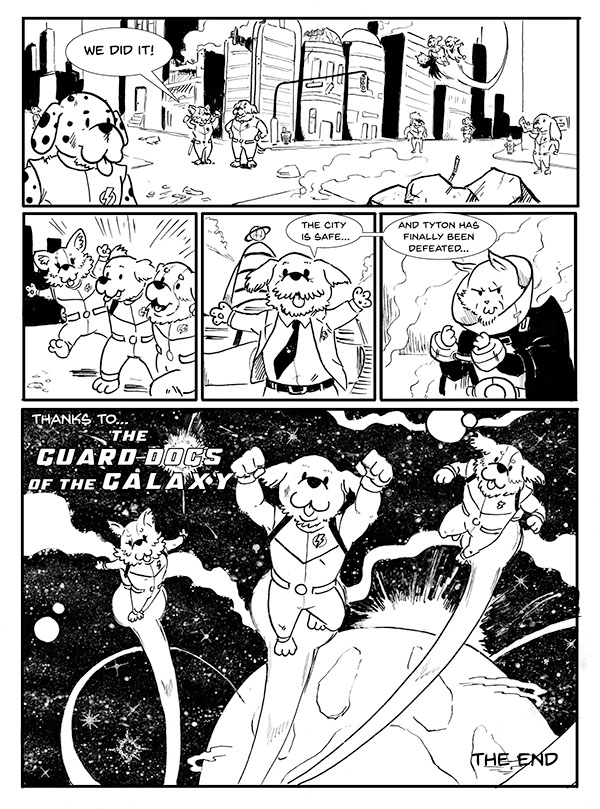 WE DID IT!
THE CITY
IS SAFE...
AND TYTON HAS
FINALLY BEEN
DEFEATED...
THANKS TO...
THE
GUARD DOGS
OF THE GALAXY
THE END